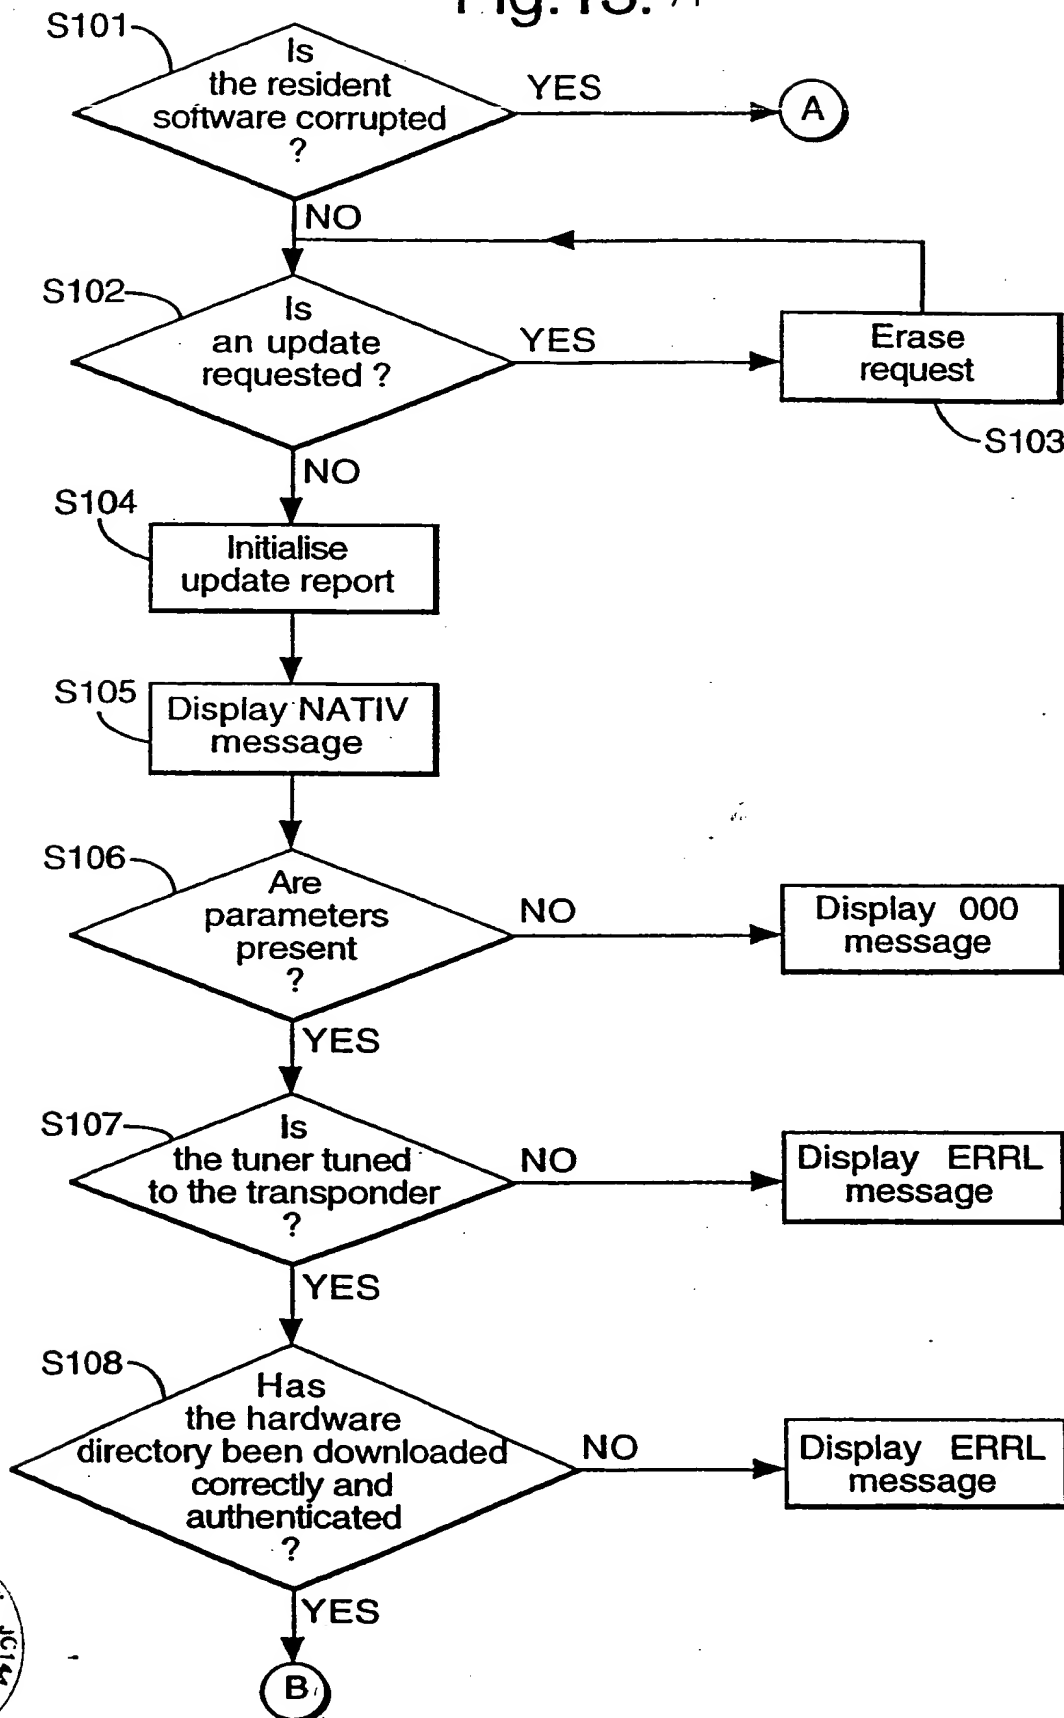 Fig. 13.
S101
Is
the resident
software corrupted
?
YES
A
NO
S102
Is
an update
requested ?
YES
Erase
request
S103
NO
S104
Initialise
update report
S105
Display NATIV
message
S106
Are
parameters
present
?
NO
Display 000
message
YES
S107
Is
the tuner tuned
to the transponder
?
NO
Display ERRL
message
YES
S108
Has
the hardware
directory been downloaded
correctly and
authenticated
?
NO
Display ERRL
message
YES
B
JC144